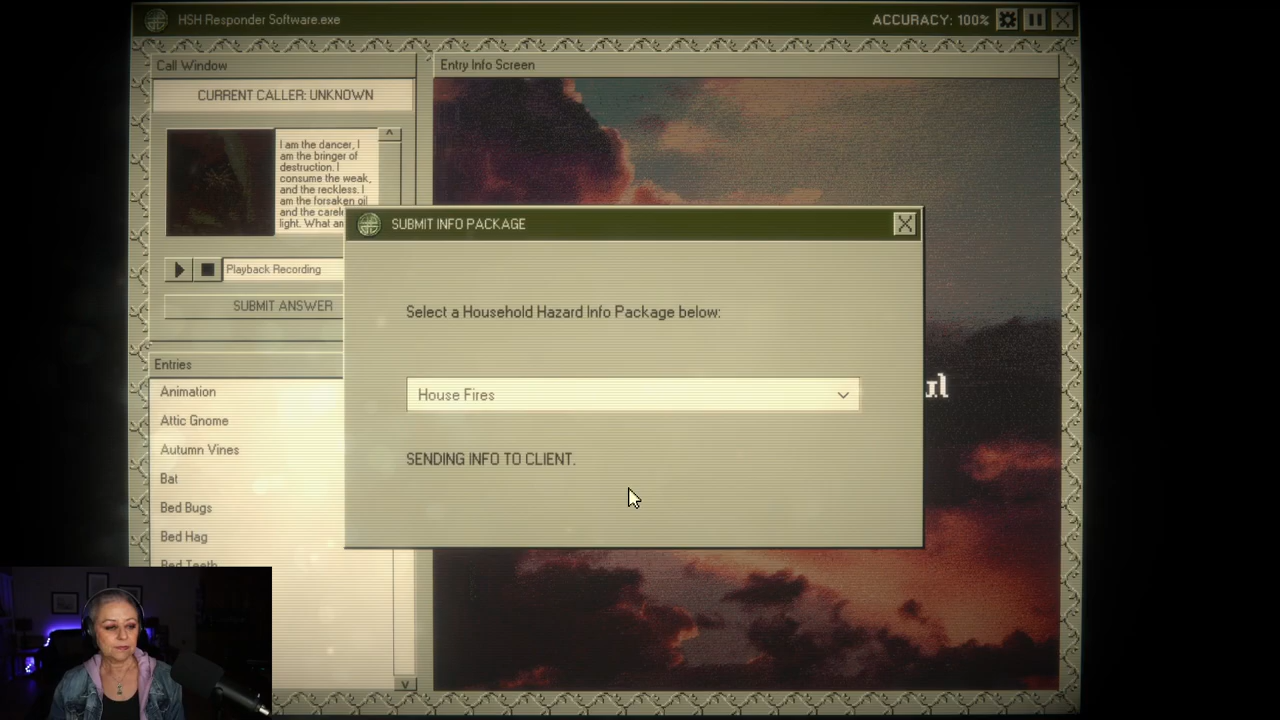 HSH Responder Software.exe
ACCURACY: 100%
Call Window
CURRENT CALLER: UNKNOWN
I am the dancer, I
am the bringer of
destruction. I
consume the weak,
and the reckless. I
am the forsaken oil
and the
light. What
Playback Recording
SUBMIT ANSWER
Entries
Animation
Attic Gnome
Autumn Vines
Bat
Bed Bugs
Bed Hag
Bed Teeth
Entry Info Screen
SUBMIT INFO PACKAGE
Select a Household Hazard Info Package below:
House Fires
SENDING INFO TO CLIENT.